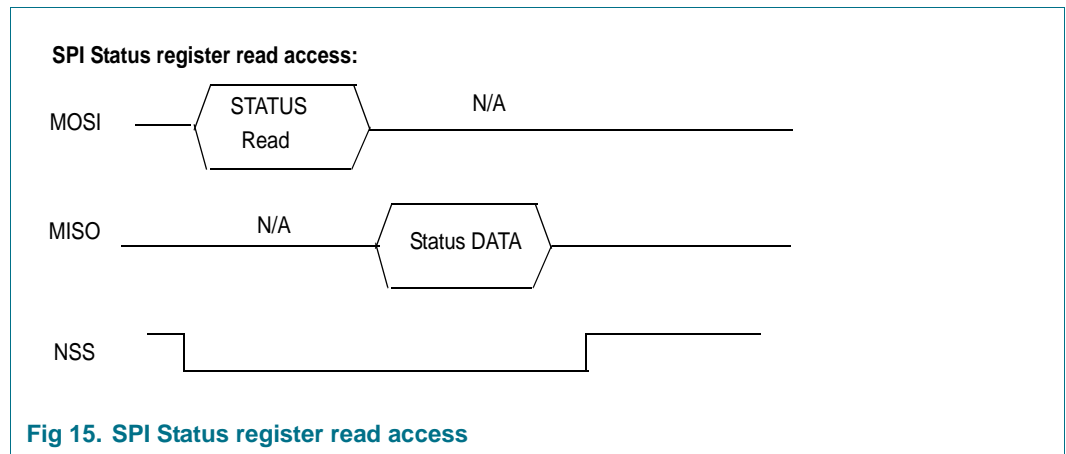 SPI Status register read access:
MOSI
STATUS
Read
N/A
MISO
N/A
Status DATA
NSS
Fig 15. SPI Status register read access